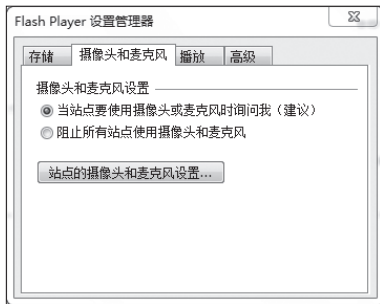 Flash Player 设置管理器
存储 摄像头和麦克风 播放 高级
摄像头和麦克风设置
当站点要使用摄像头或麦克风时询问我（建议）
阻止所有站点使用摄像头和麦克风
站点的摄像头和麦克风设置...